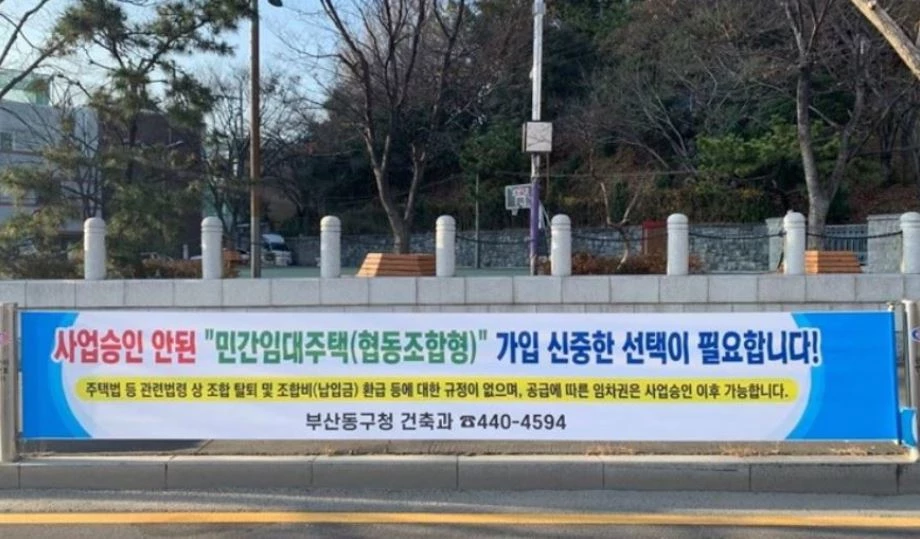 사업승인 안된 "민간임대주택(협동조합형)" 가입 신중한 선택이 필요합니다!
주택법 등 관련법령 상 조합 탈퇴 및 조합비(납입금) 환급 등에 대한 규정이 없으며, 공급에 따른 임차권은 사업승인 이후 가능합니다.
부산동구청 건축과 ☎440-4594